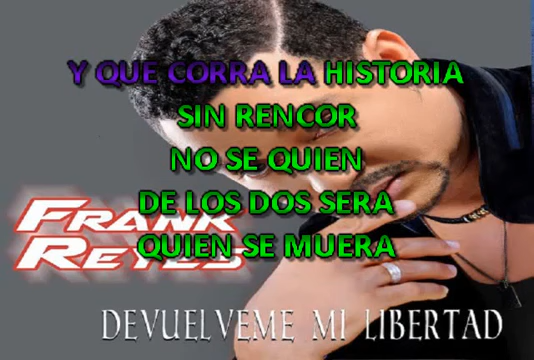 Y QUE CORRA LA HISTORIA
SIN RENCOR
NO SE QUIEN
DE LOS DOS SERA
QUIEN SE MUERA
FRANK
REYES
DEVUELVEME MI LIBERTAD